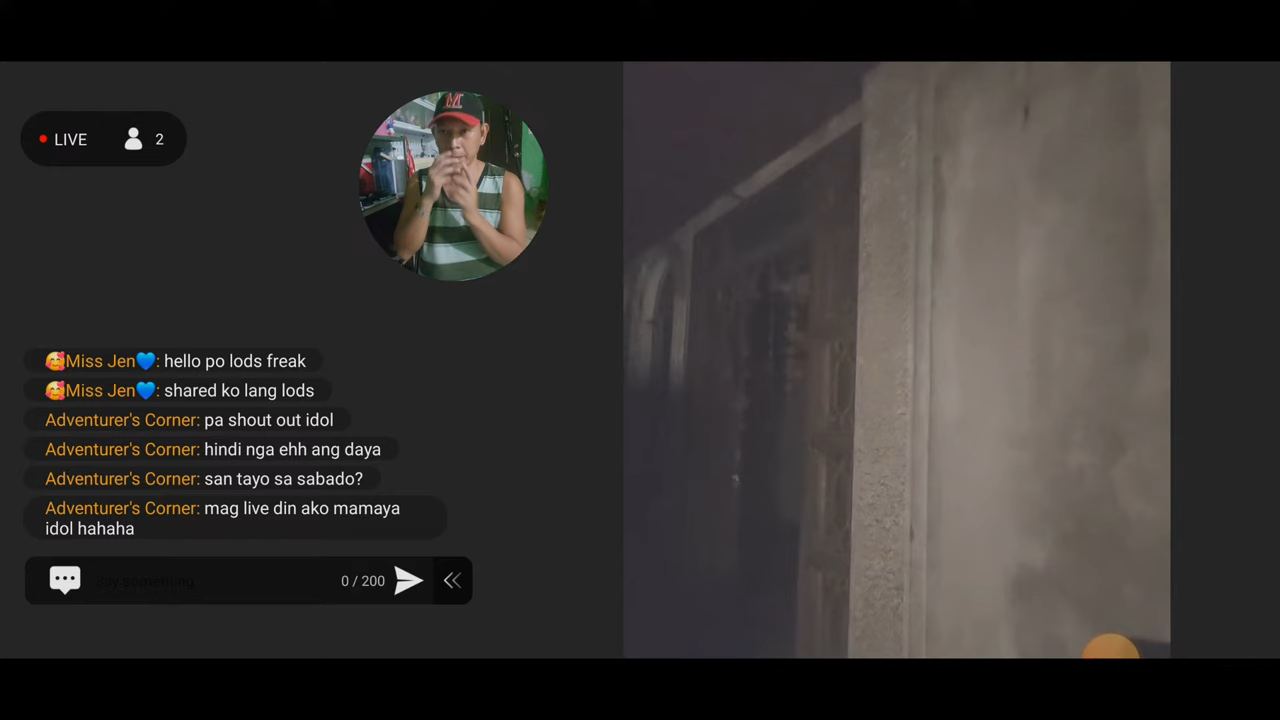 M
LIVE 2
🥰Miss Jen💙: hello po lods freak
🥰Miss Jen💙: shared ko lang lods
Adventurer's Corner: pa shout out idol
Adventurer's Corner: hindi nga ehh ang daya
Adventurer's Corner: san tayo sa sabado?
Adventurer's Corner: mag live din ako mamaya
idol hahaha
Say something
0 / 200